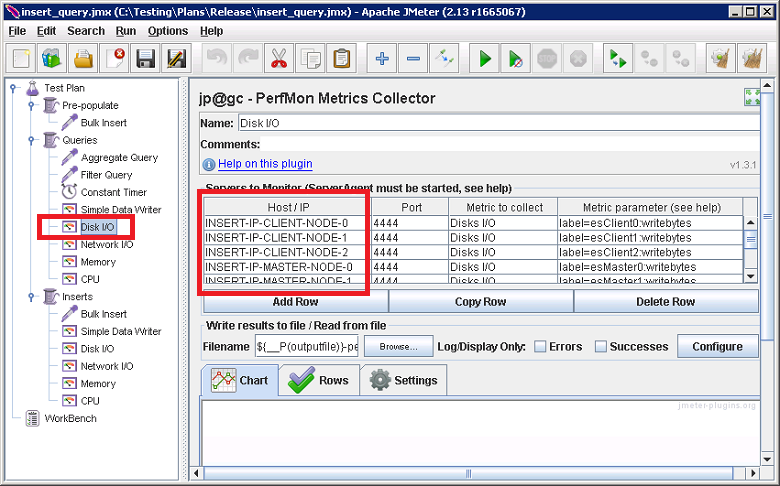 insert_query.jmx (C:\Testing\Plans\Release\insert_query.jmx) - Apache JMeter (2.13 r1665067)
File Edit Search Run Options Help
STOP
Test Plan
Pre-populate
Bulk Insert
Queries
Aggregate Query
Filter Query
Constant Timer
Simple Data Writer
Disk I/O
Network I/O
Memory
CPU
Inserts
Bulk Insert
Simple Data Writer
Disk I/O
Network I/O
Memory
CPU
WorkBench
jp@gc - PerfMon Metrics Collector
Name: Disk I/O
Comments:
Help on this plugin v1.3.1
Servers to Monitor (ServerAgent must be started, see help)
Host / IP Port Metric to collect Metric parameter (see help)
INSERT-IP-CLIENT-NODE-0 4444 Disks I/O label=esClient0:writebytes
INSERT-IP-CLIENT-NODE-1 4444 Disks I/O label=esClient1:writebytes
INSERT-IP-CLIENT-NODE-2 4444 Disks I/O label=esClient2:writebytes
INSERT-IP-MASTER-NODE-0 4444 Disks I/O label=esMaster0:writebytes
INSERT-IP-MASTER-NODE-1 4444 Disks I/O label=esMaster1:writebytes
Add Row Copy Row Delete Row
Write results to file / Read from file
Filename ${__P(outputfile)}-pe Browse... Log/Display Only: Errors Successes Configure
Chart Rows Settings
jmeter-plugins.org